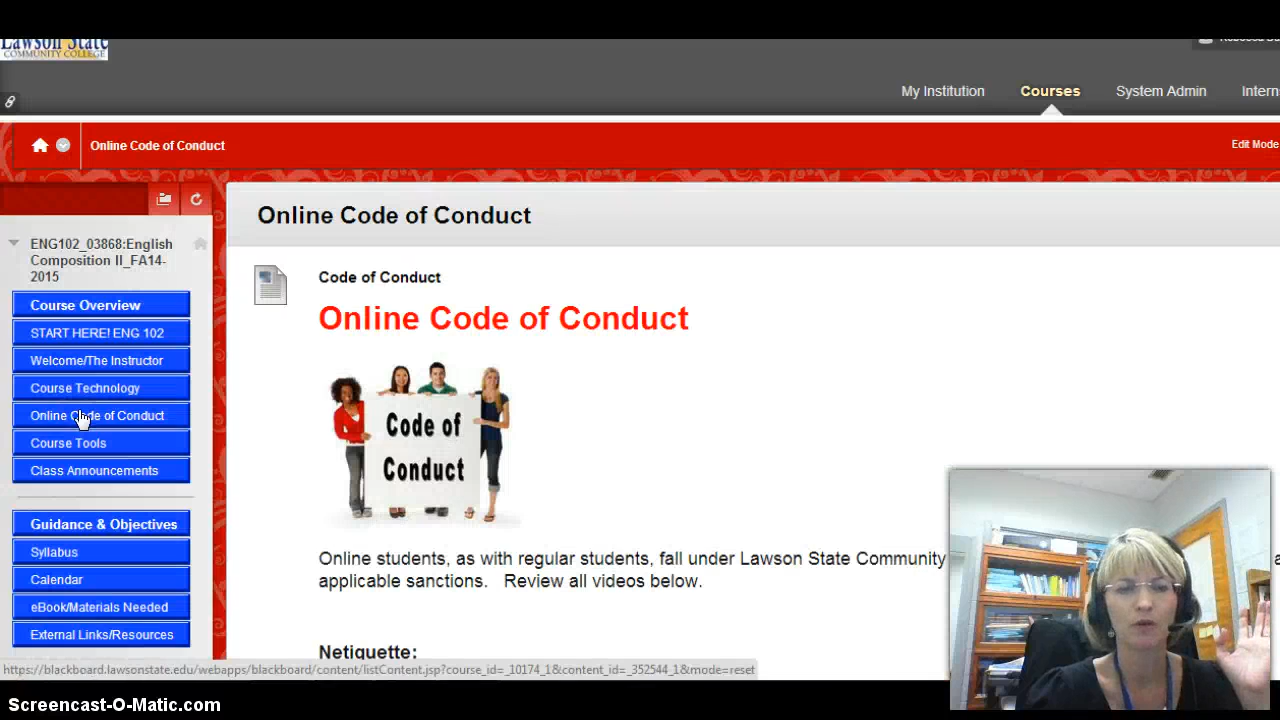 Lawson State
COMMUNITY COLLEGE
My Institution
Courses
System Admin
Intern
Online Code of Conduct
Edit Mode
Online Code of Conduct
ENG102_03868:English
Composition II_FA14-
2015
Course Overview
START HERE! ENG 102
Welcome/The Instructor
Course Technology
Online Code of Conduct
Course Tools
Class Announcements
Guidance & Objectives
Syllabus
Calendar
eBook/Materials Needed
External Links/Resources
Code of Conduct
Online Code of Conduct
Code of
Conduct
Online students, as with regular students, fall under Lawson State Community
applicable sanctions. Review all videos below.
Netiquette:
https://blackboard.lawsonstate.edu/webapps/blackboard/content/listContent.jsp?course_id=_10174_1&content_id=_352544_1&mode=reset
Screencast-O-Matic.com